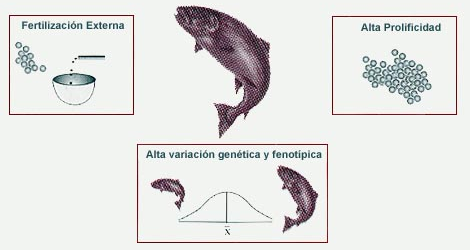 Fertilización Externa
Alta Prolificidad
Alta variación genética y fenotípica
x̄